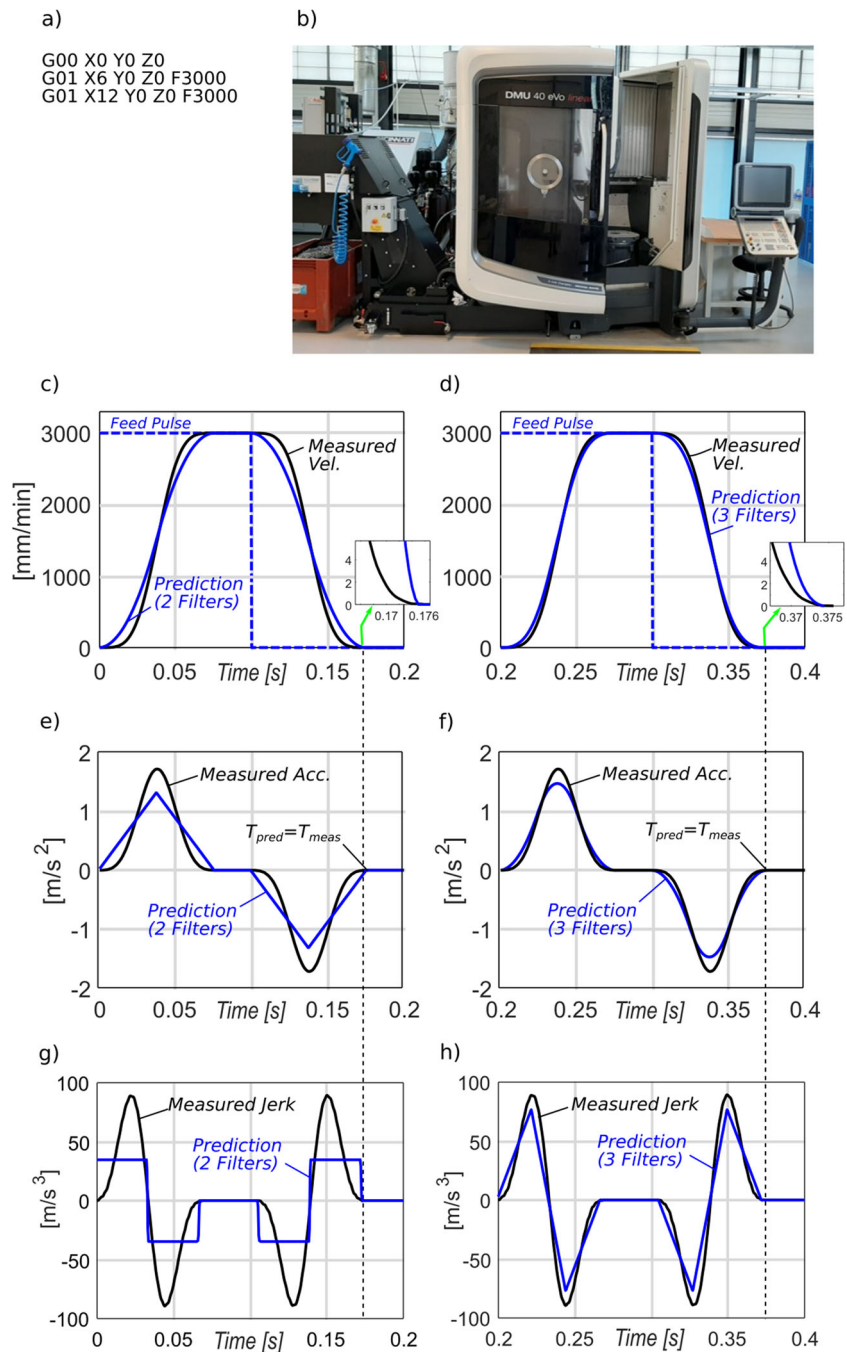 a)
G00 X0 Y0 Z0
G01 X6 Y0 Z0 F3000
G01 X12 Y0 Z0 F3000
b)
DMU 40 eVo linear
c)
[mm/min]
3000
2000
1000
0
Feed Pulse
Measured
Vel.
Prediction
(2 Filters)
4
2
0
0.17
0.176
0
0.05
Time [s]
0.15
0.2
d)
3000
2000
1000
0
Feed Pulse
Measured
Vel.
Prediction
(3 Filters)
4
2
0
0.37
0.375
0.2
0.25
Time [s]
0.35
0.4
e)
[m/s 2]
2
1
0
-1
-2
Measured Acc.
Tpred=Tmeas
Prediction
(2 Filters)
0
0.05
Time [s]
0.15
0.2
f)
[m/s 2]
2
1
0
-1
-2
Measured Acc.
Tpred=Tmeas
Prediction
(3 Filters)
0.2
0.25
Time [s]
0.35
0.4
g)
[m/s 3]
100
50
0
-50
-100
Measured Jerk
Prediction
(2 Filters)
0
0.05
Time [s]
0.15
0.2
h)
[m/s 3]
100
50
0
-50
-100
Measured Jerk
Prediction
(3 Filters)
0.2
0.25
Time [s]
0.35
0.4